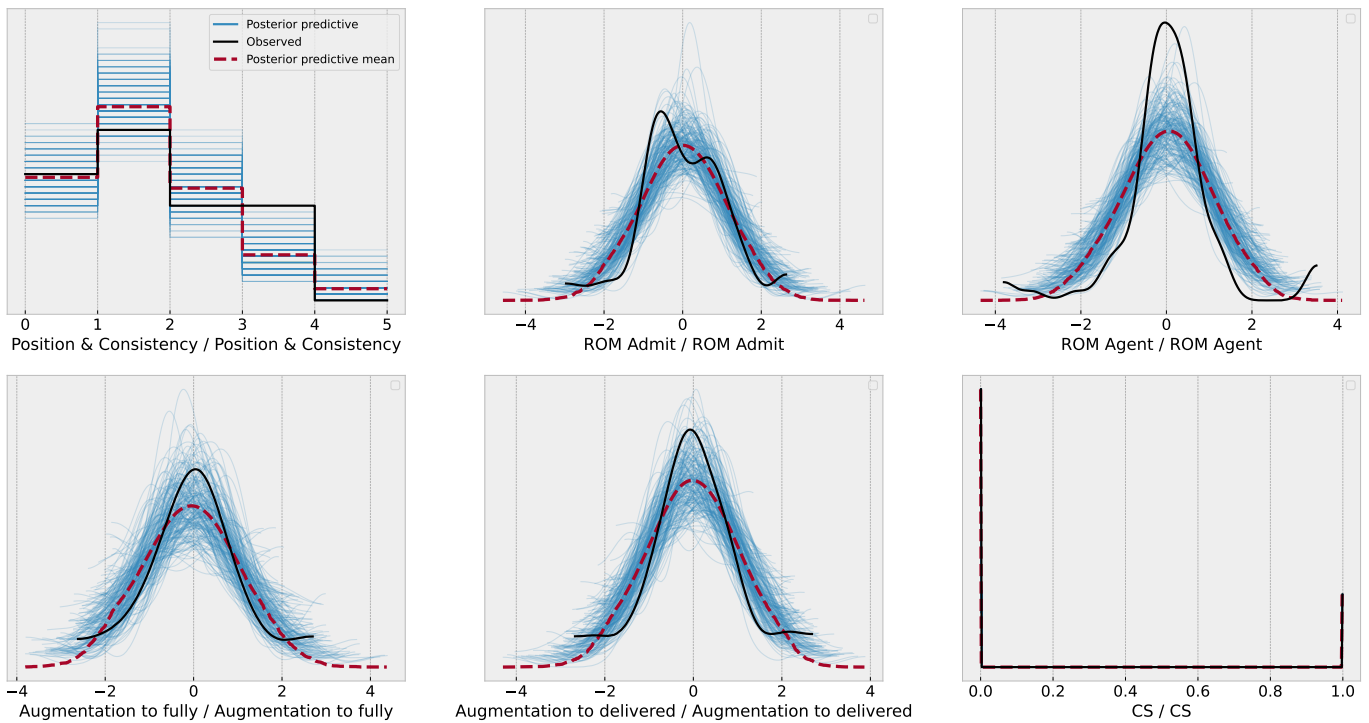 Posterior predictive
Observed
Posterior predictive mean
0 1 2 3 4 5
Position & Consistency / Position & Consistency
−4 −2 0 2 4
ROM Admit / ROM Admit
−4 −2 0 2 4
ROM Agent / ROM Agent
−4 −2 0 2 4
Augmentation to fully / Augmentation to fully
−4 −2 0 2 4
Augmentation to delivered / Augmentation to delivered
0.0 0.2 0.4 0.6 0.8 1.0
CS / CS